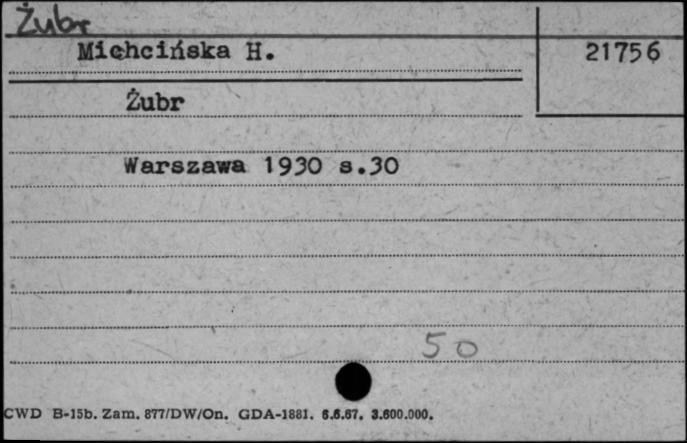 Żubr
Michcińska H. 21756
Żubr
Warszawa 1930 s.30
50
CWD B-15b. Zam. 877/DW/On. GDA-1881. 6.6.67. 3.600.000.